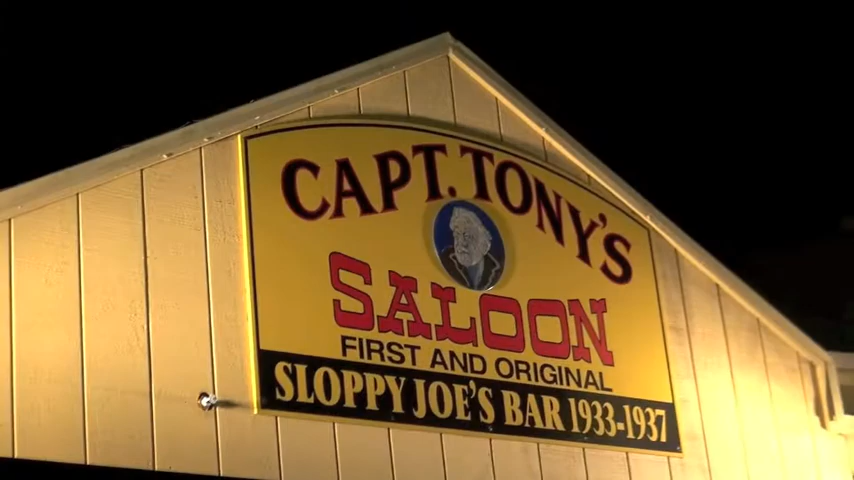 CAPT. TONY'S
SALOON
FIRST AND ORIGINAL
SLOPPY JOE'S BAR 1933-1937